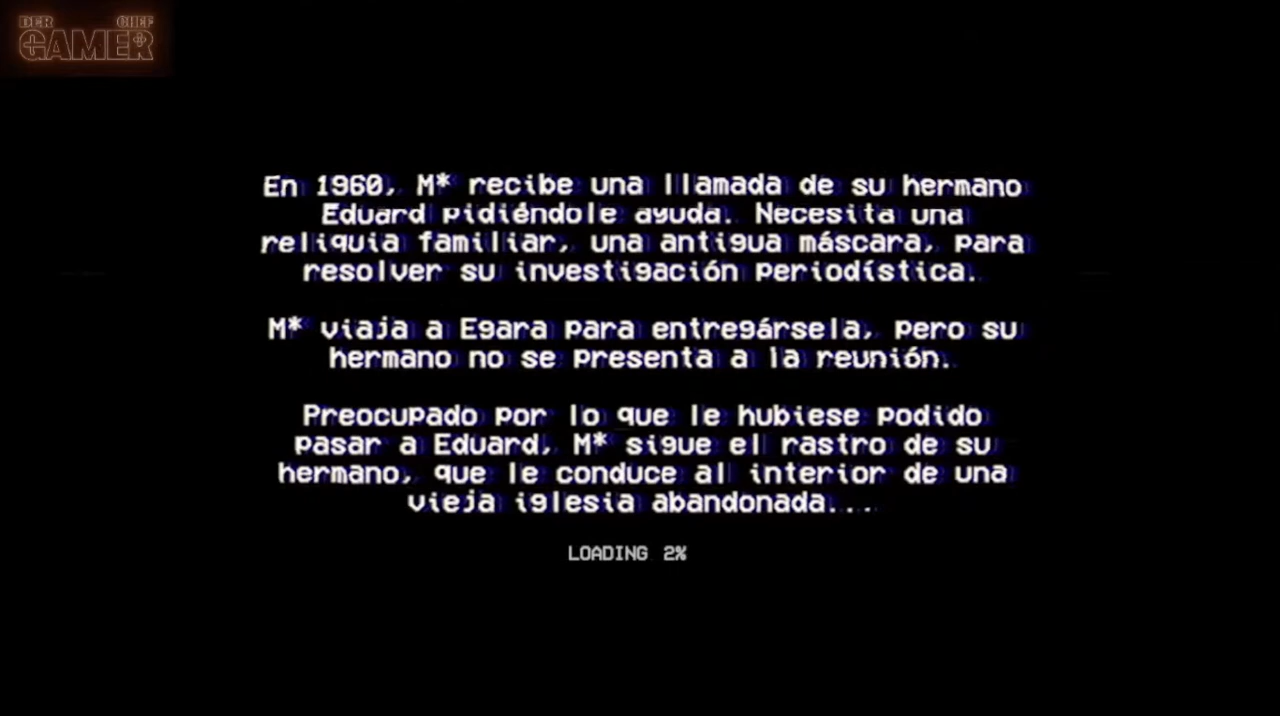 DER CHEF
GAMER
En 1960, M* recibe una llamada de su hermano
Eduard pidiéndole ayuda. Necesita una
reliquia familiar, una antigua máscara, para
resolver su investigación periodística.
M* viaja a Egara para entregársela, pero su
hermano no se presenta a la reunión.
Preocupado por lo que le hubiese podido
pasar a Eduard, M* sigue el rastro de su
hermano, que le conduce al interior de una
vieja iglesia abandonada...
LOADING 2%